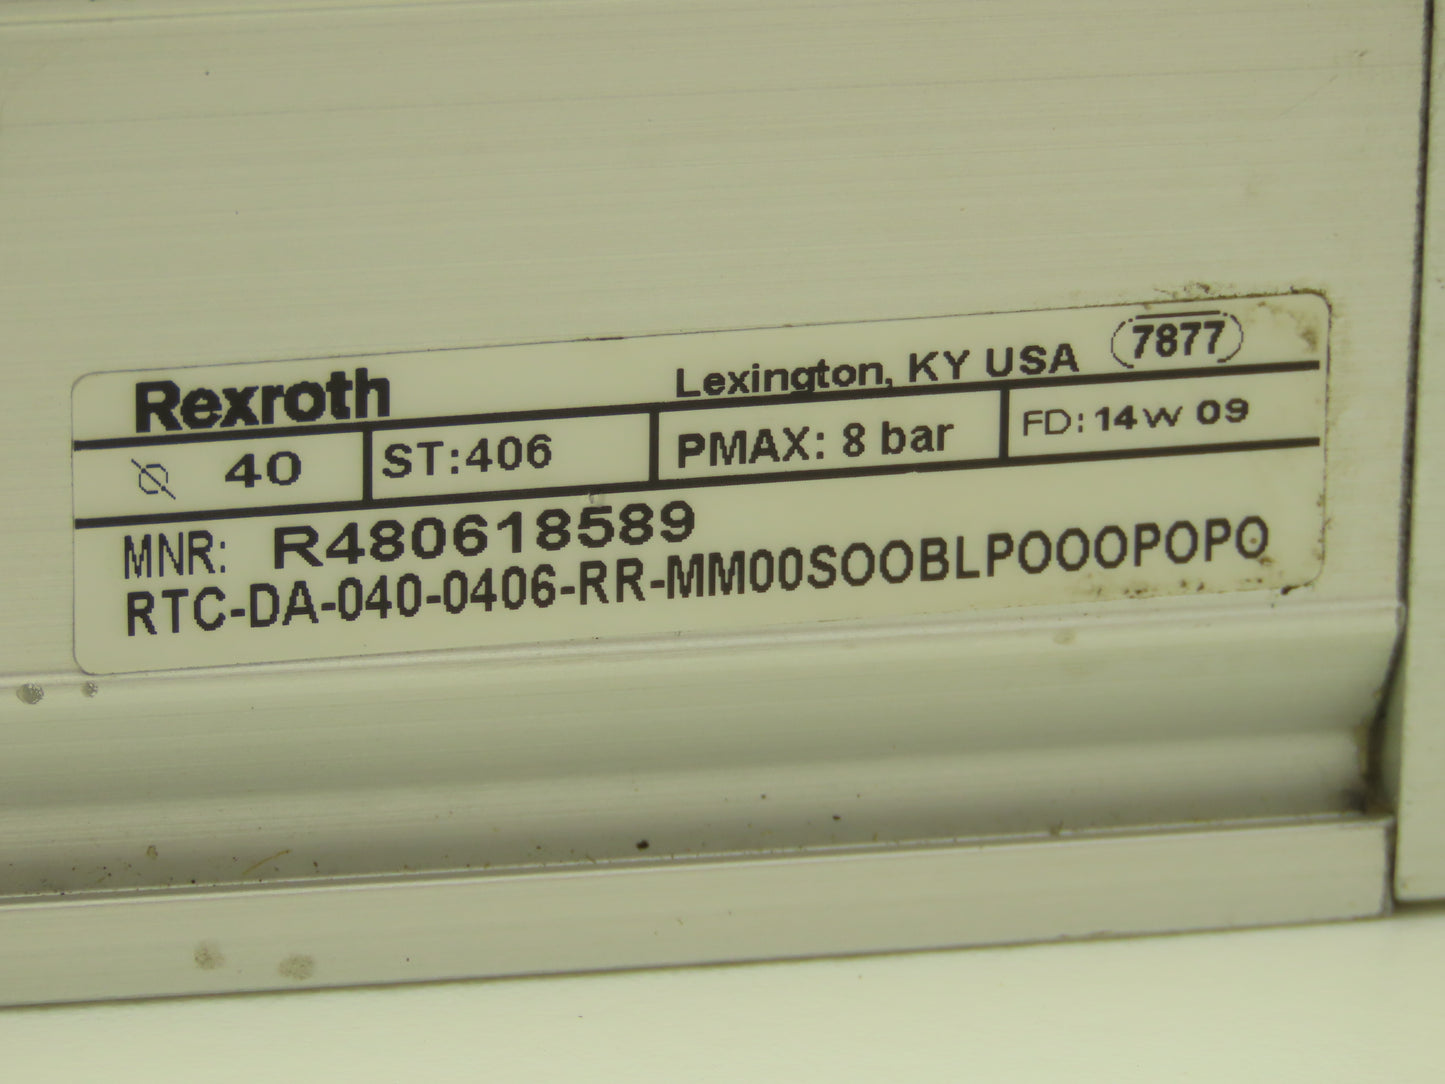 Rexroth Lexington, KY USA 7877
⌀ 40 ST:406 PMAX: 8 bar FD: 14W 09
MNR: R480618589
RTC-DA-040-0406-RR-MM00SOOBLPOOOPOPO